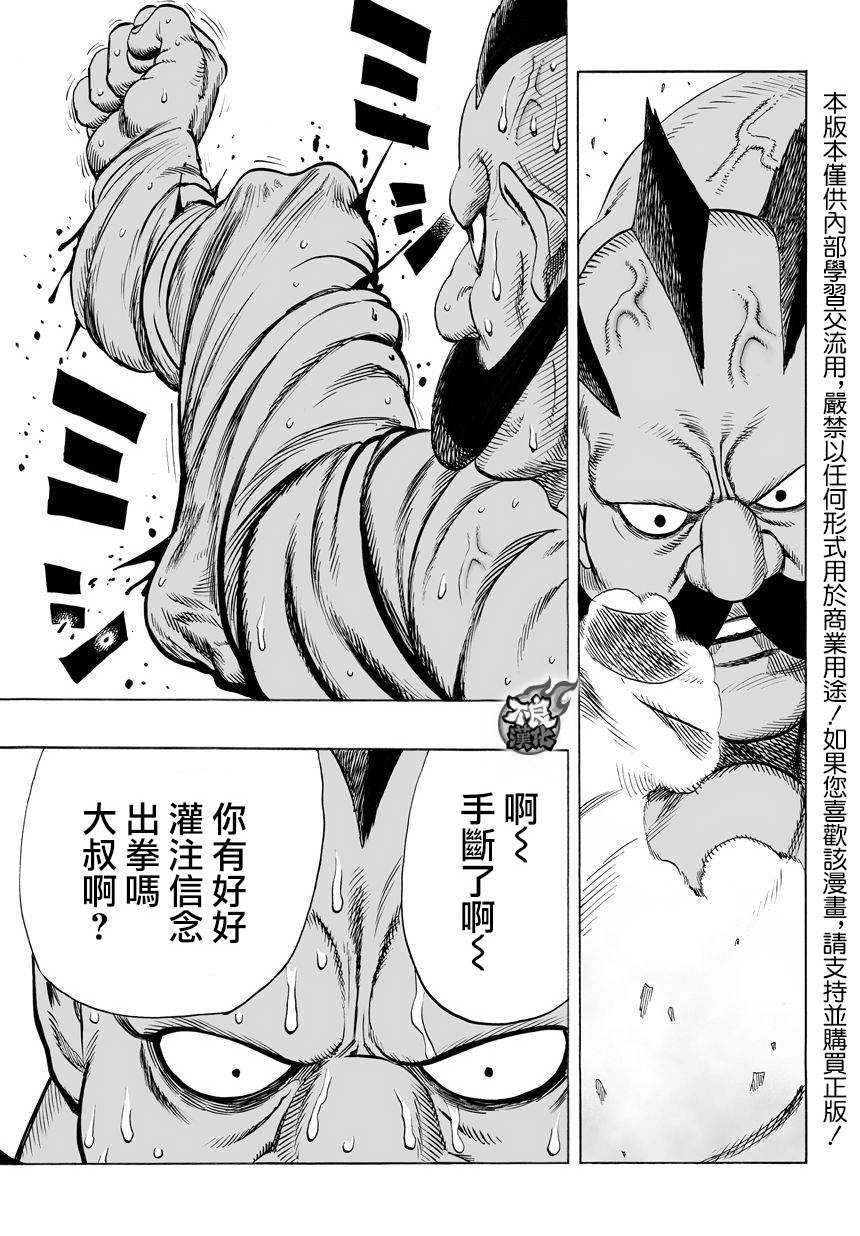 本版本僅供內部學習交流用，嚴禁以任何形式用於商業用途！如果您喜歡該漫畫，請支持並購買正版！
狼
漢化
啊～
手斷了啊～
你有好好
灌注信念
出拳嗎
大叔啊？